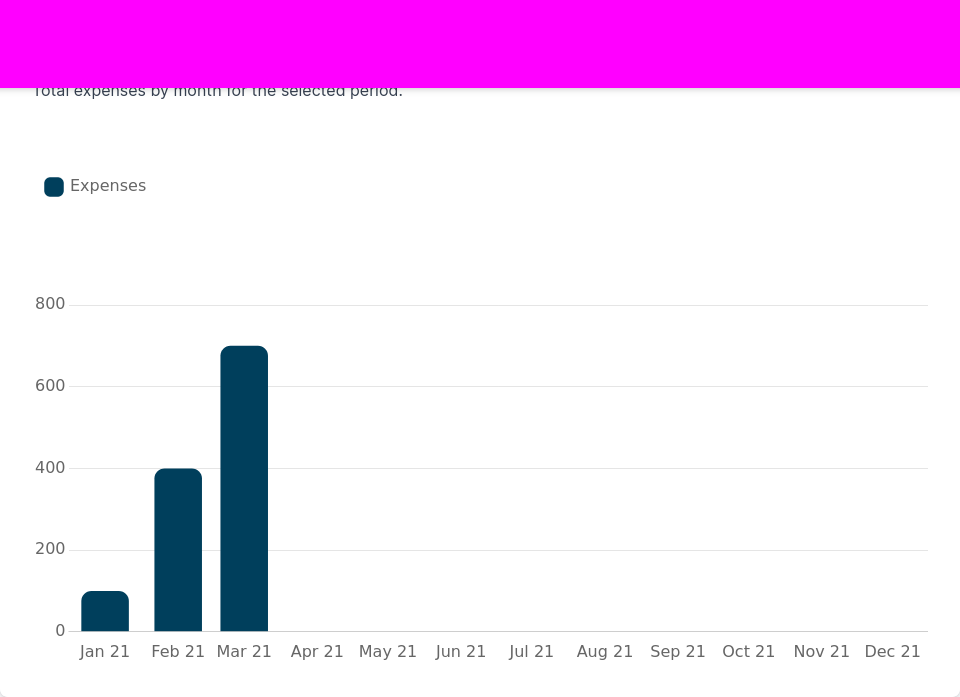 Total expenses by month for the selected period.
Expenses
800
600
400
200
0
Jan 21 Feb 21 Mar 21 Apr 21 May 21 Jun 21 Jul 21 Aug 21 Sep 21 Oct 21 Nov 21 Dec 21